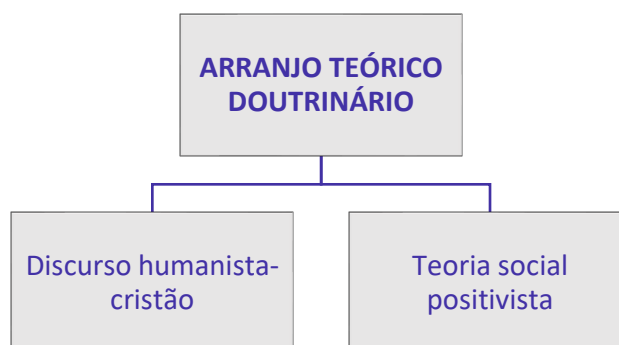 ARRANJO TEÓRICO
DOUTRINÁRIO
Discurso humanista-
cristão
Teoria social
positivista